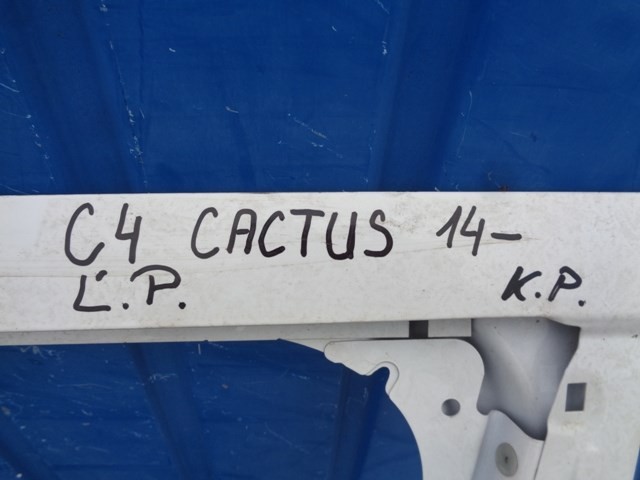 C4 CACTUS 14-
Ľ.P. K.P.